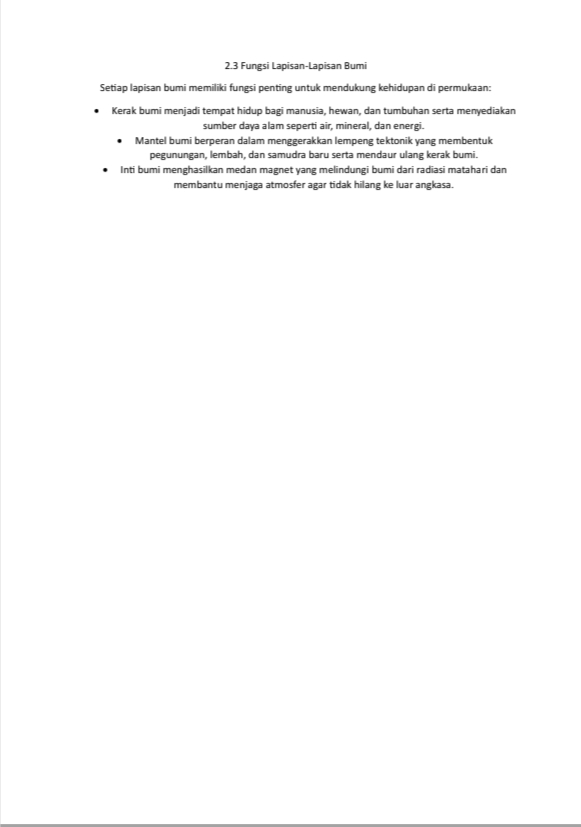 2.3 Fungsi Lapisan-Lapisan Bumi
Setiap lapisan bumi memiliki fungsi penting untuk mendukung kehidupan di permukaan:
• Kerak bumi menjadi tempat hidup bagi manusia, hewan, dan tumbuhan serta menyediakan
sumber daya alam seperti air, mineral, dan energi.
• Mantel bumi berperan dalam menggerakkan lempeng tektonik yang membentuk
pegunungan, lembah, dan samudra baru serta mendaur ulang kerak bumi.
• Inti bumi menghasilkan medan magnet yang melindungi bumi dari radiasi matahari dan
membantu menjaga atmosfer agar tidak hilang ke luar angkasa.